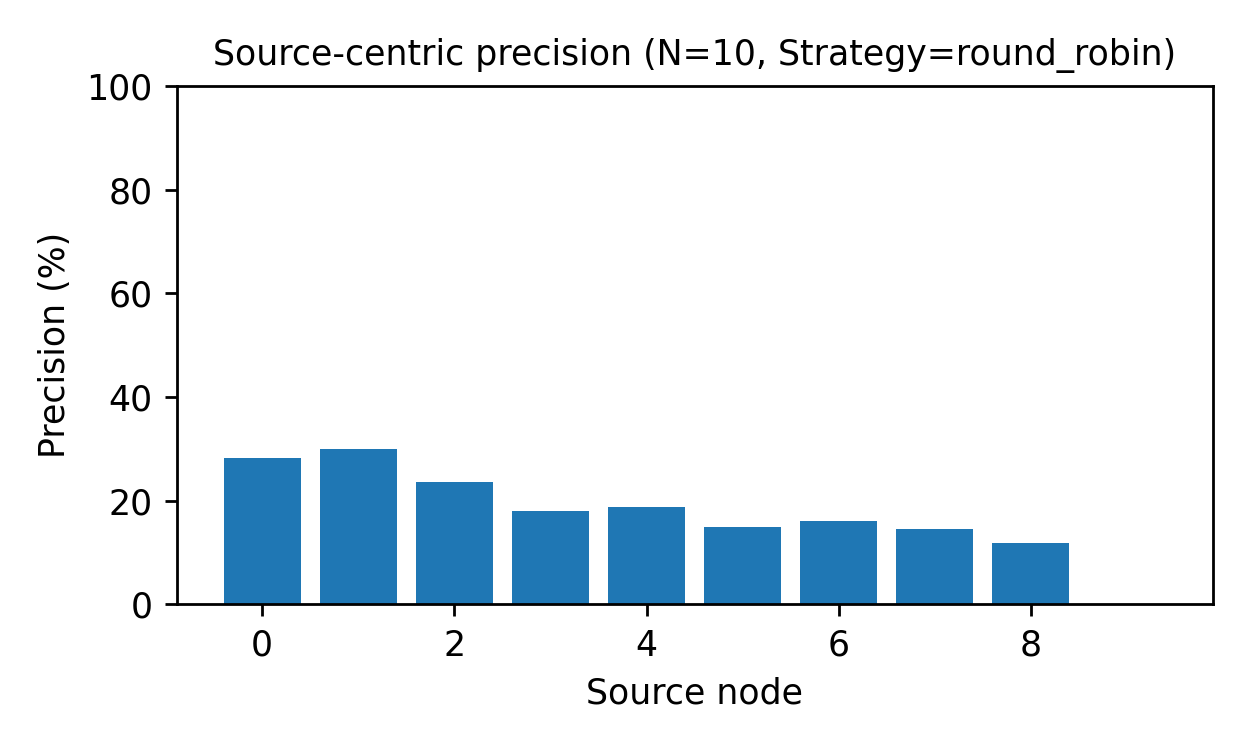 Source-centric precision (N=10, Strategy=round_robin)
100
80
60
40
20
0
Precision (%)
0 2 4 6 8
Source node